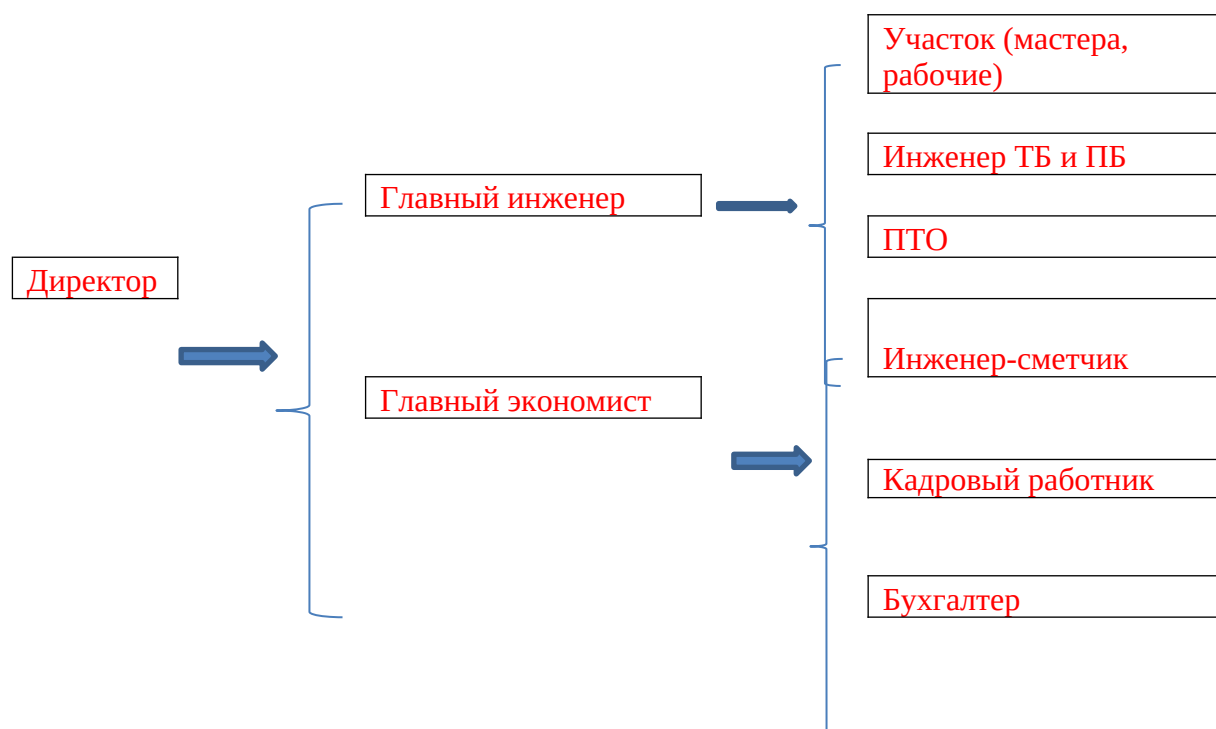 Директор
Главный инженер
Главный экономист
Участок (мастера,
рабочие)
Инженер ТБ и ПБ
ПТО
Инженер-сметчик
Кадровый работник
Бухгалтер